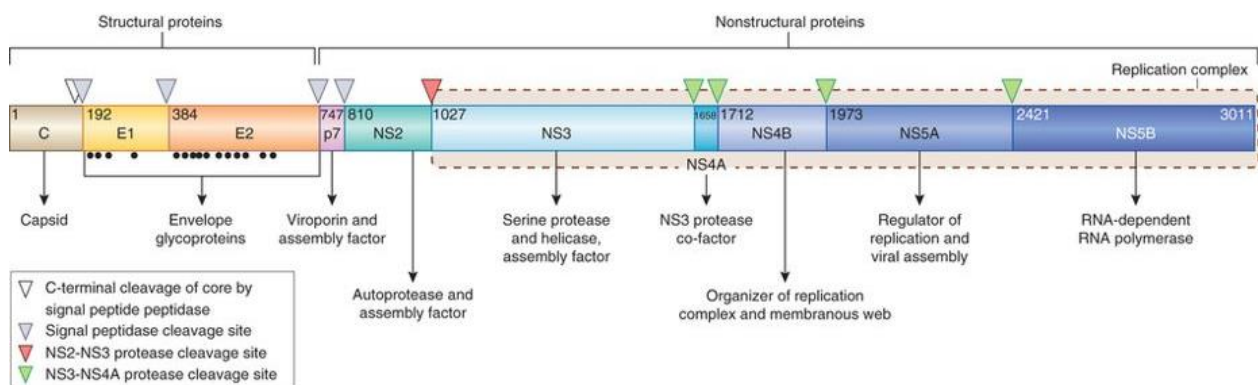 Structural proteins
Nonstructural proteins
Replication complex
1
192
384
747
810
1027
1658
1712
1973
2421
3011
C
E1
E2
p7
NS2
NS3
NS4B
NS5A
NS5B
NS4A
Capsid
Envelope
glycoproteins
Viroporin and
assembly factor
Serine protease
and helicase,
assembly factor
NS3 protease
co-factor
Regulator of
replication and
viral assembly
RNA-dependent
RNA polymerase
Autoprotease and
assembly factor
Organizer of replication
complex and membranous web
C-terminal cleavage of core by
signal peptide peptidase
Signal peptidase cleavage site
NS2-NS3 protease cleavage site
NS3-NS4A protease cleavage site